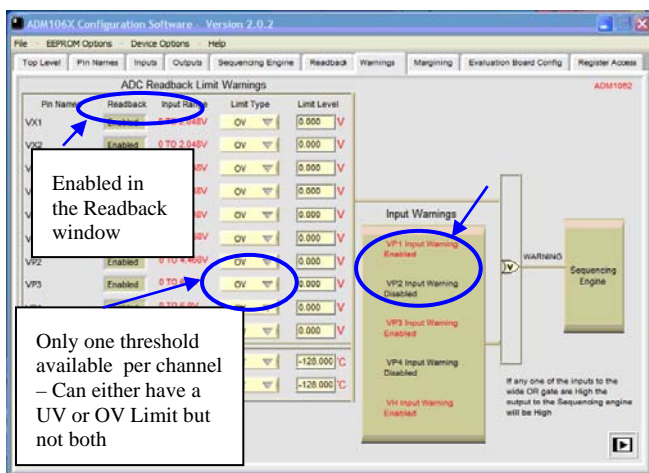 ADM106X Configuration Software - Version 2.0.2
File EEPROM Options Device Options Help
Top Level Pin Names Inputs Outputs Sequencing Engine Readback Warnings Margining Evaluation Board Config Register Access
ADC Readback Limit Warnings
ADM1062
Pin Names Readback Input Range Limit Type Limit Level
VX1 Enabled 0 TO 2.048V OV 0.000 V
VX2 Enabled 0 TO 2.048V OV 0.000 V
OV 0.000 V
OV 0.000 V
OV 0.000 V
OV 0.000 V
VP2 Enabled OV 0.000 V
VP3 Enabled OV 0.000 V
0.000 V
0.000 V
-128.000 °C
-128.000 °C
Enabled in
the Readback
window
Only one threshold
available per channel
– Can either have a
UV or OV Limit but
not both
Input Warnings
VP1 Input Warning
Enabled
VP2 Input Warning
Disabled
VP3 Input Warning
Enabled
VP4 Input Warning
Disabled
VH Input Warning
Enabled
V
WARNING
Sequencing
Engine
If any one of the inputs to the
wide OR gate are High the
output to the Sequencing engine
will be High